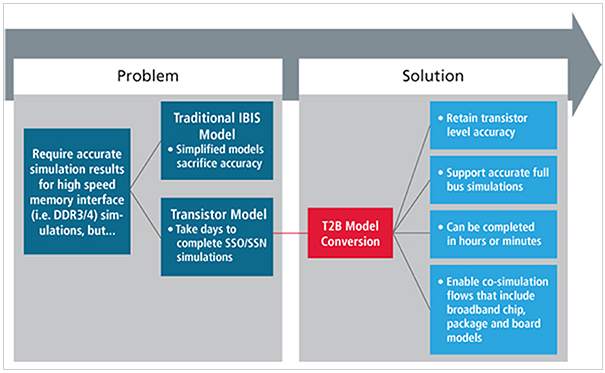 Problem
Require accurate
simulation results
for high speed
memory interface
(i.e. DDR3/4) sim-
ulations, but...
Traditional IBIS
Model
• Simplified models
sacrifice accuracy
Transistor Model
• Take days to
complete SSO/SSN
simulations
Solution
T2B Model
Conversion
• Retain transistor
level accuracy
• Support accurate full
bus simulations
• Can be completed
in hours or minutes
• Enable co-simulation
flows that include
broadband chip,
package and board
models